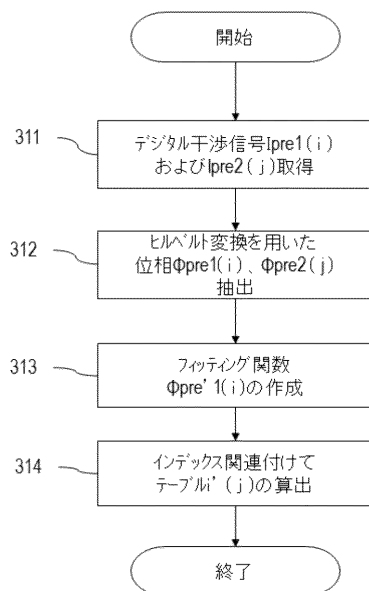 開始
311
デジタル干渉信号Ipre1(i)
およびIpre2(j)取得
312
ヒルベルト変換を用いた
位相Φpre1(i)、Φpre2(j)
抽出
313
フィッティング関数
Φpre'1(i)の作成
314
インデックス関連付けて
テーブルi'(j)の算出
終了